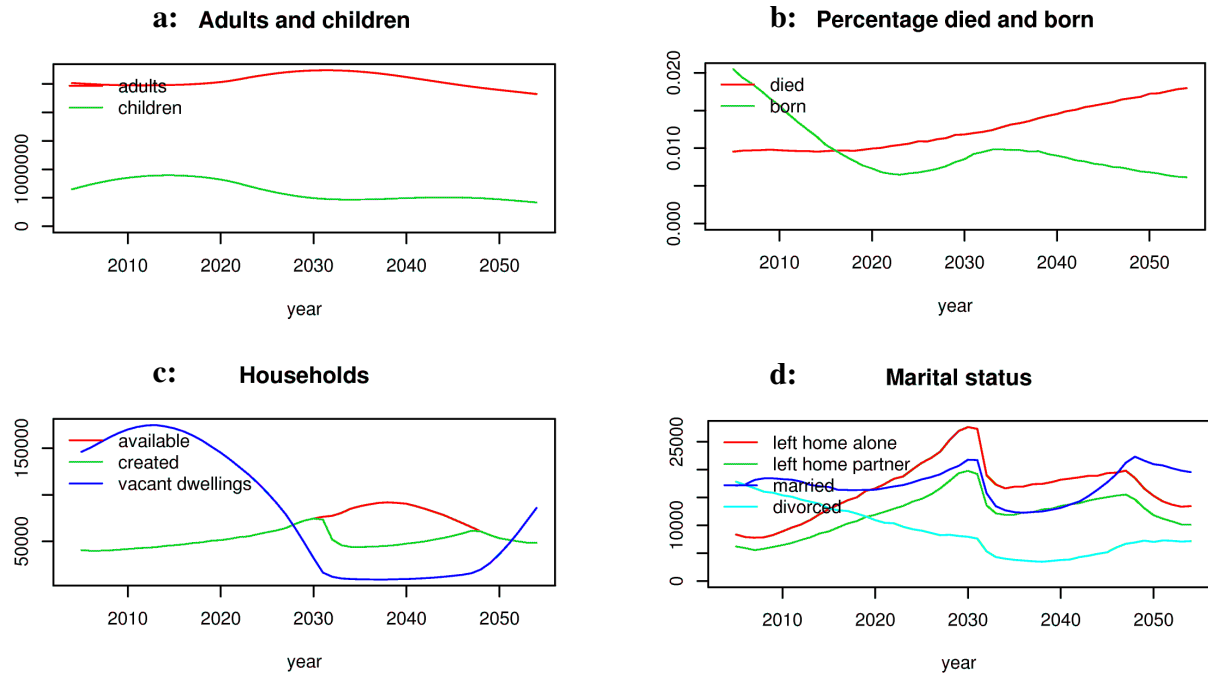 a: Adults and children
adults
children
0 1000000
2010 2020 2030 2040 2050
year
b: Percentage died and born
died
born
0.000 0.010 0.020
2010 2020 2030 2040 2050
year
c: Households
available
created
vacant dwellings
50000 150000
2010 2020 2030 2040 2050
year
d: Marital status
left home alone
left home partner
married
divorced
0 10000 25000
2010 2020 2030 2040 2050
year